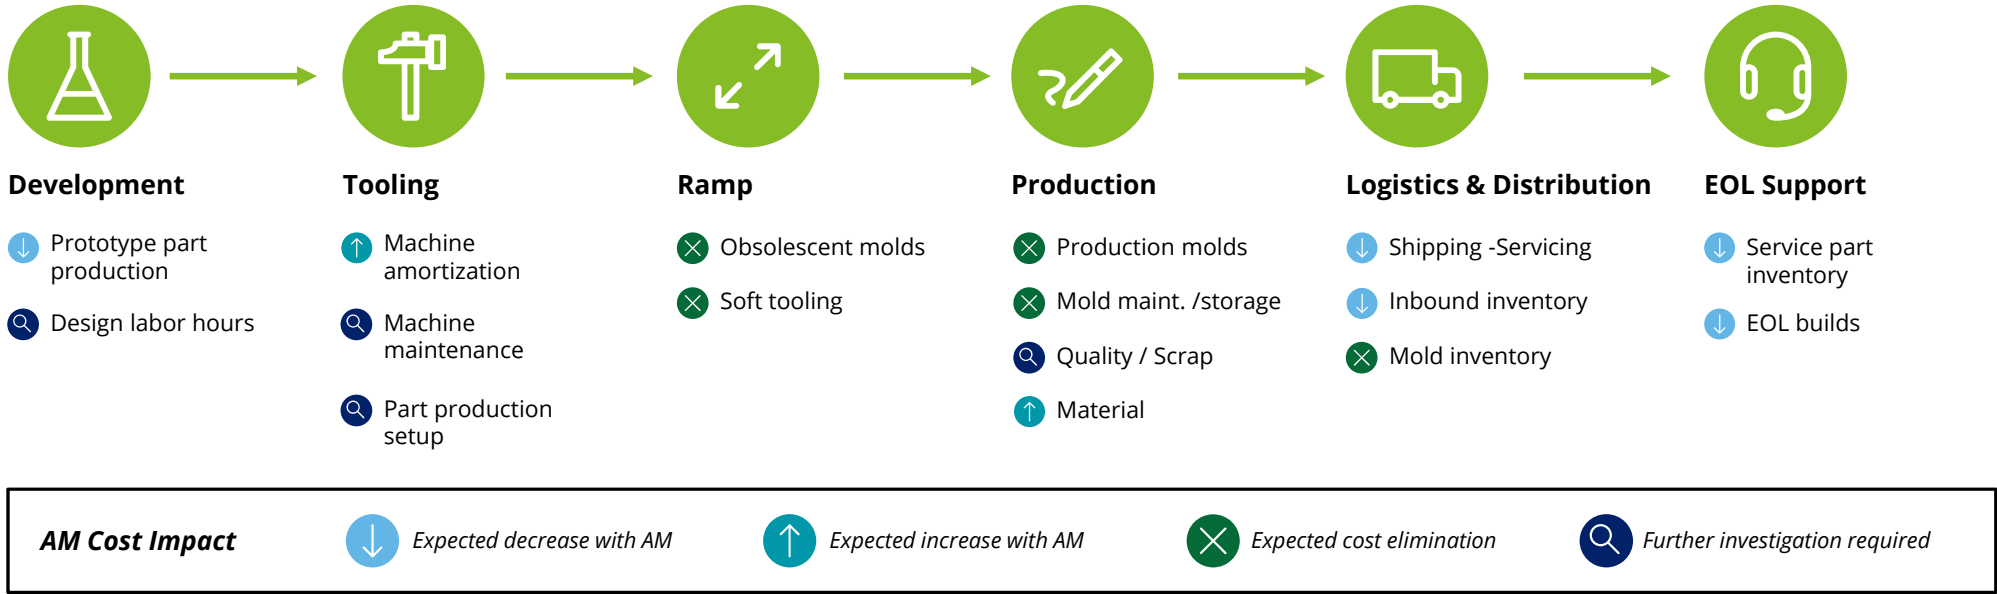 Development
Prototype part
production
Design labor hours
Tooling
Machine
amortization
Machine
maintenance
Part production
setup
Ramp
Obsolescent molds
Soft tooling
Production
Production molds
Mold maint. /storage
Quality / Scrap
Material
Logistics & Distribution
Shipping -Servicing
Inbound inventory
Mold inventory
EOL Support
Service part
inventory
EOL builds
AM Cost Impact
Expected decrease with AM
Expected increase with AM
Expected cost elimination
Further investigation required